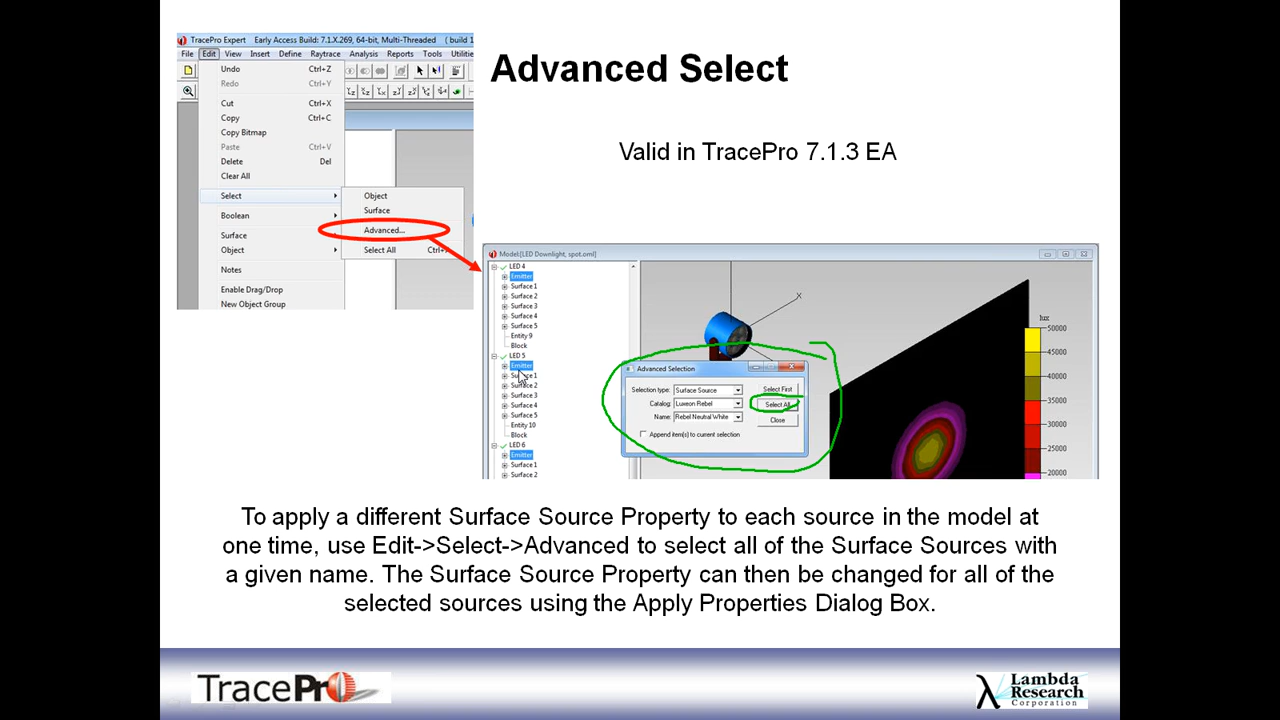 TracePro Expert   Early Access Build: 7.1.X.269, 64-bit, Multi-Threaded   ( build 1
File Edit View Insert Define Raytrace Analysis Reports Tools Utilitie
Undo Ctrl+Z
Redo Ctrl+Y
Cut Ctrl+X
Copy Ctrl+C
Copy Bitmap
Paste Ctrl+V
Delete Del
Clear All
Select
Boolean
Surface
Object
Notes
Enable Drag/Drop
New Object Group
Object
Surface
Advanced...
Select All Ctrl+
Advanced Select
Valid in TracePro 7.1.3 EA
Model:[LED Downlight, spot.oml]
LED 4
Emitter
Surface 1
Surface 2
Surface 3
Surface 4
Surface 5
Entity 9
Block
LED 5
Emitter
Surface 1
Surface 2
Surface 3
Surface 4
Surface 5
Entity 10
Block
LED 6
Emitter
Surface 1
Surface 2
X
Advanced Selection
Selection type: Surface Source Select First
Catalog: Luxeon Rebel Select All
Name: Rebel Neutral White Close
Append item(s) to current selection
lux
50000
45000
40000
35000
30000
25000
20000
To apply a different Surface Source Property to each source in the model at
one time, use Edit->Select->Advanced to select all of the Surface Sources with
a given name. The Surface Source Property can then be changed for all of the
selected sources using the Apply Properties Dialog Box.
TracePro
Lambda
Research
Corporation